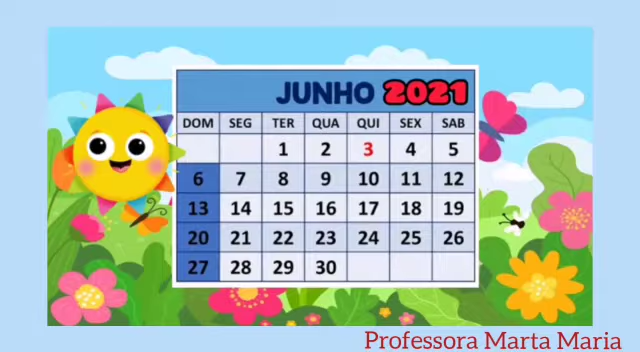 JUNHO 2021
DOM SEG TER QUA QUI SEX SAB
1 2 3 4 5
6 7 8 9 10 11 12
13 14 15 16 17 18 19
20 21 22 23 24 25 26
27 28 29 30
Professora Marta Maria